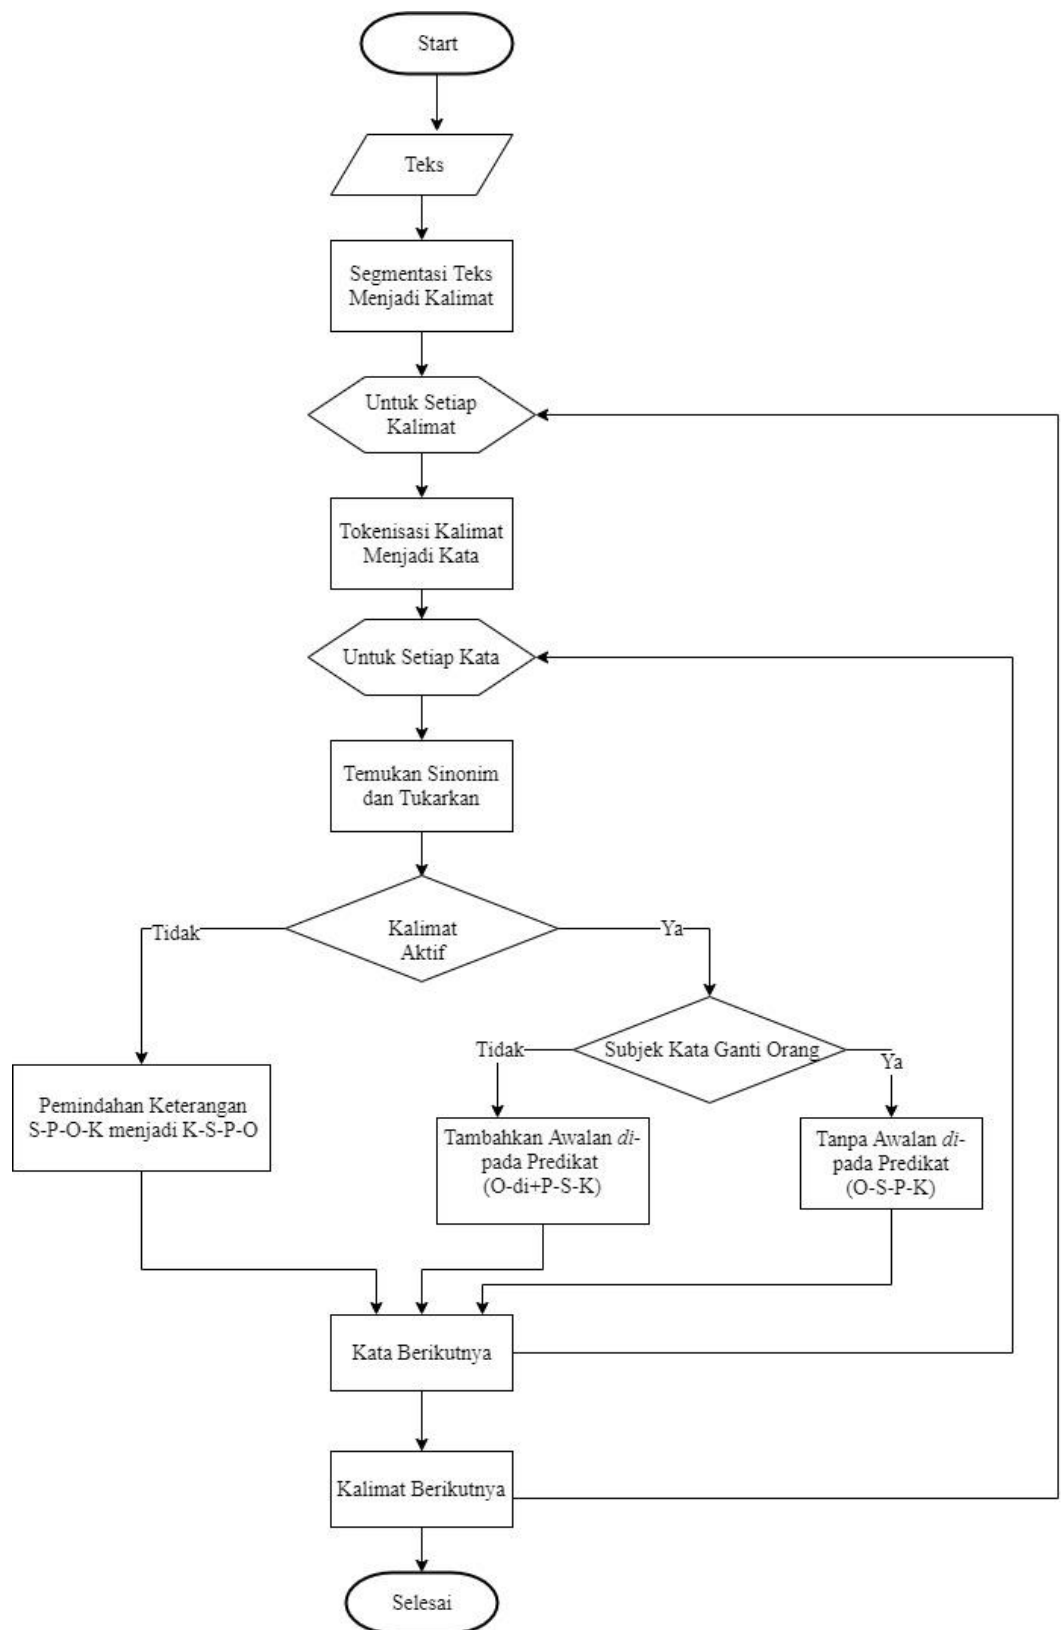 Start
Teks
Segmentasi Teks
Menjadi Kalimat
Untuk Setiap
Kalimat
Tokenisasi Kalimat
Menjadi Kata
Untuk Setiap Kata
Temukan Sinonim
dan Tukarkan
Kalimat
Aktif
Tidak
Ya
Subjek Kata Ganti Orang
Tidak
Ya
Pemindahan Keterangan
S-P-O-K menjadi K-S-P-O
Tambahkan Awalan di-
pada Predikat
(O-di+P-S-K)
Tanpa Awalan di-
pada Predikat
(O-S-P-K)
Kata Berikutnya
Kalimat Berikutnya
Selesai